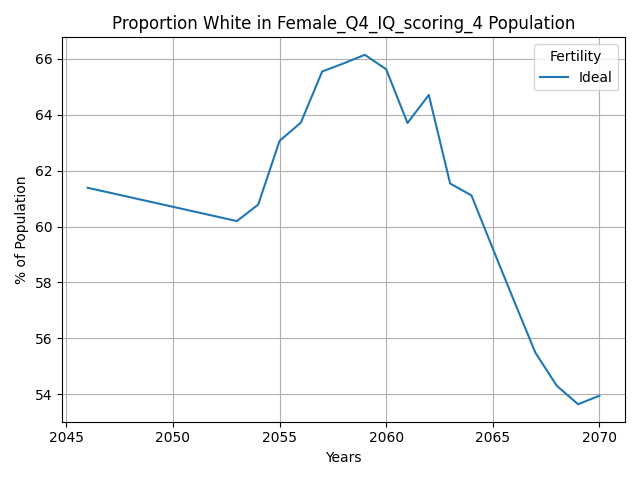 Proportion White in Female_Q4_IQ_scoring_4 Population
Fertility
Ideal
% of Population
66
64
62
60
58
56
54
2045
2050
2055
2060
2065
2070
Years